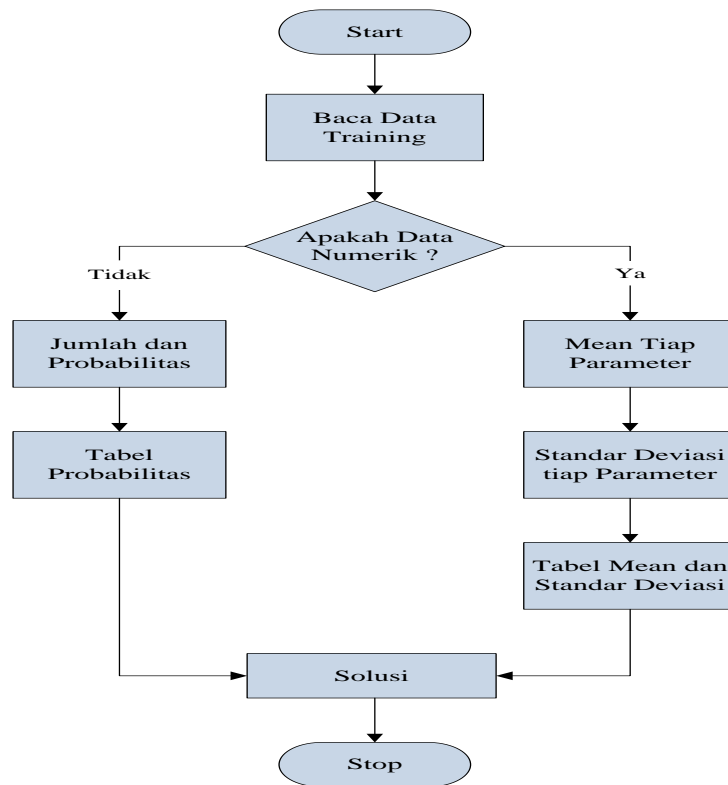 Start
Baca Data
Training
Apakah Data
Numerik ?
Tidak
Ya
Jumlah dan
Probabilitas
Mean Tiap
Parameter
Tabel
Probabilitas
Standar Deviasi
tiap Parameter
Tabel Mean dan
Standar Deviasi
Solusi
Stop